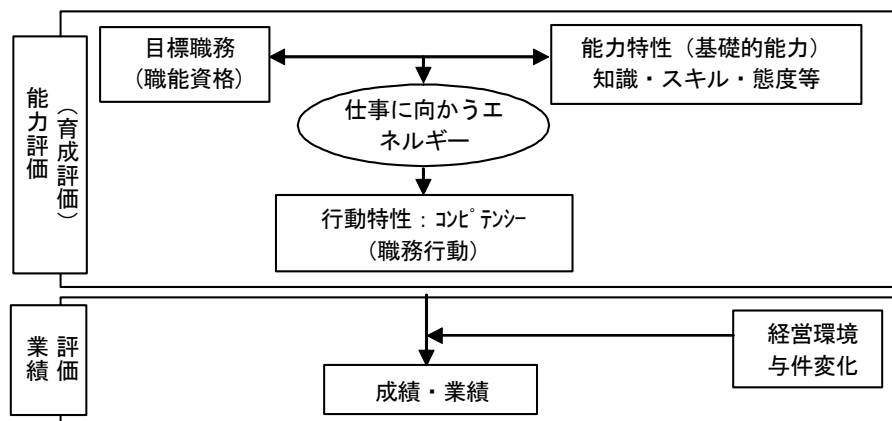 目標職務
(職能資格)
能力特性（基礎的能力）
知識・スキル・態度等
仕事に向かうエ
ネルギー
行動特性：ｺﾝﾋﾟﾃﾝｼｰ
（職務行動）
能力評価
（育成評価）
経営環境
与件変化
成績・業績
業績
評価